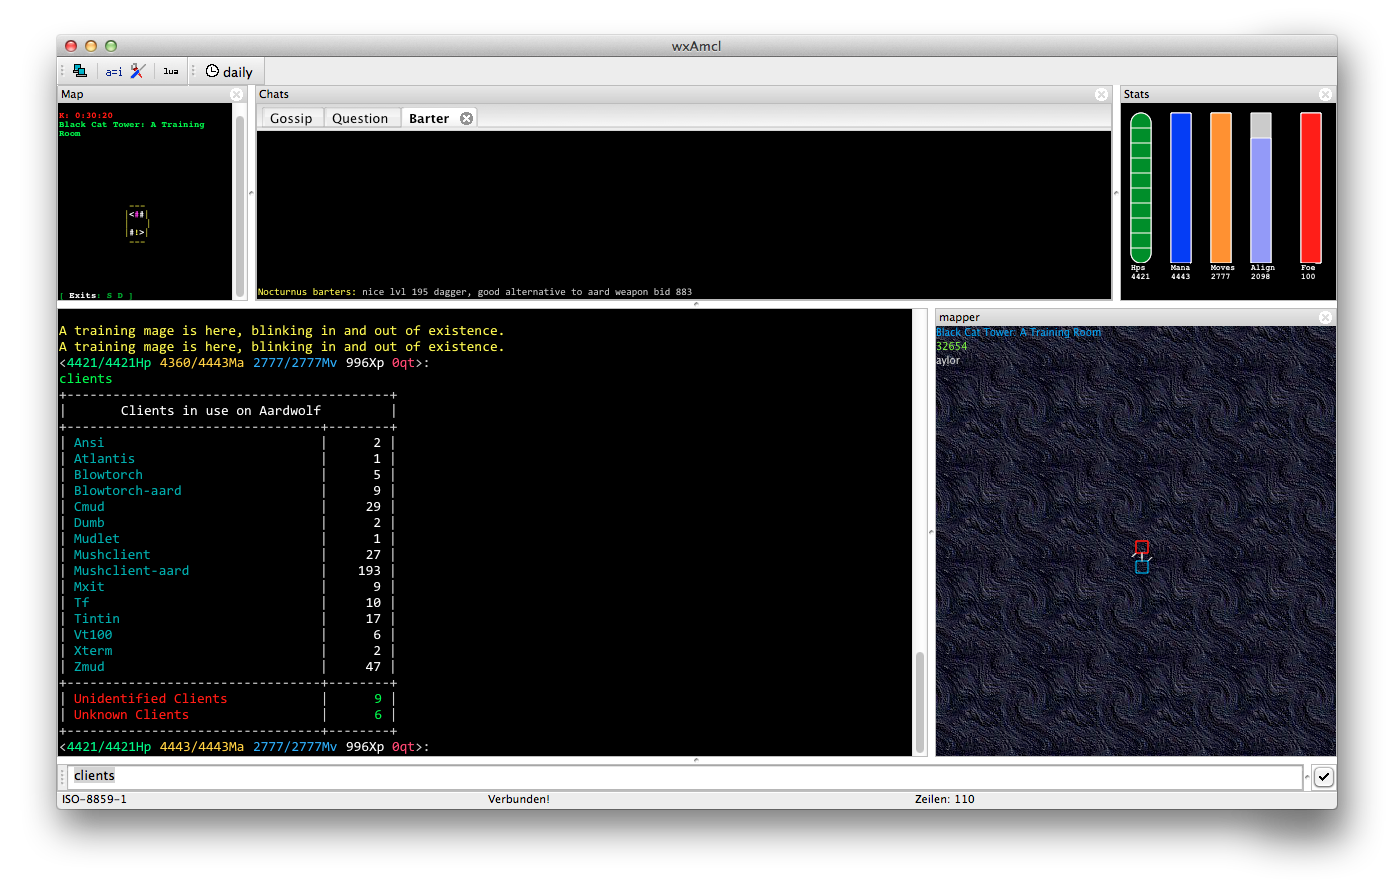 wxAmcl
a=i lua daily
Map
X: 0:30:20
Black Cat Tower: A Training
Room
---
|<##|
|   |
|#!>|
---
[ Exits: S D ]
Chats
Gossip Question Barter
Nocturnus barters: nice lvl 195 dagger, good alternative to aard weapon bid 883
Stats
Hps Mana Moves Align Foe
4421 4443 2777 2098 100
A training mage is here, blinking in and out of existence.
A training mage is here, blinking in and out of existence.
<4421/4421Hp 4360/4443Ma 2777/2777Mv 996Xp 0qt>:
clients
+-----------------------------------------+
| Clients in use on Aardwolf |
+--------------------------------+--------+
| Ansi | 2 |
| Atlantis | 1 |
| Blowtorch | 5 |
| Blowtorch-aard | 9 |
| Cmud | 29 |
| Dumb | 2 |
| Mudlet | 1 |
| Mushclient | 27 |
| Mushclient-aard | 193 |
| Mxit | 9 |
| Tf | 10 |
| Tintin | 17 |
| Vt100 | 6 |
| Xterm | 2 |
| Zmud | 47 |
+--------------------------------+--------+
| Unidentified Clients | 9 |
| Unknown Clients | 6 |
+--------------------------------+--------+
<4421/4421Hp 4443/4443Ma 2777/2777Mv 996Xp 0qt>:
mapper
Black Cat Tower: A Training Room
32654
aylor
clients
ISO-8859-1 Verbunden! Zeilen: 110